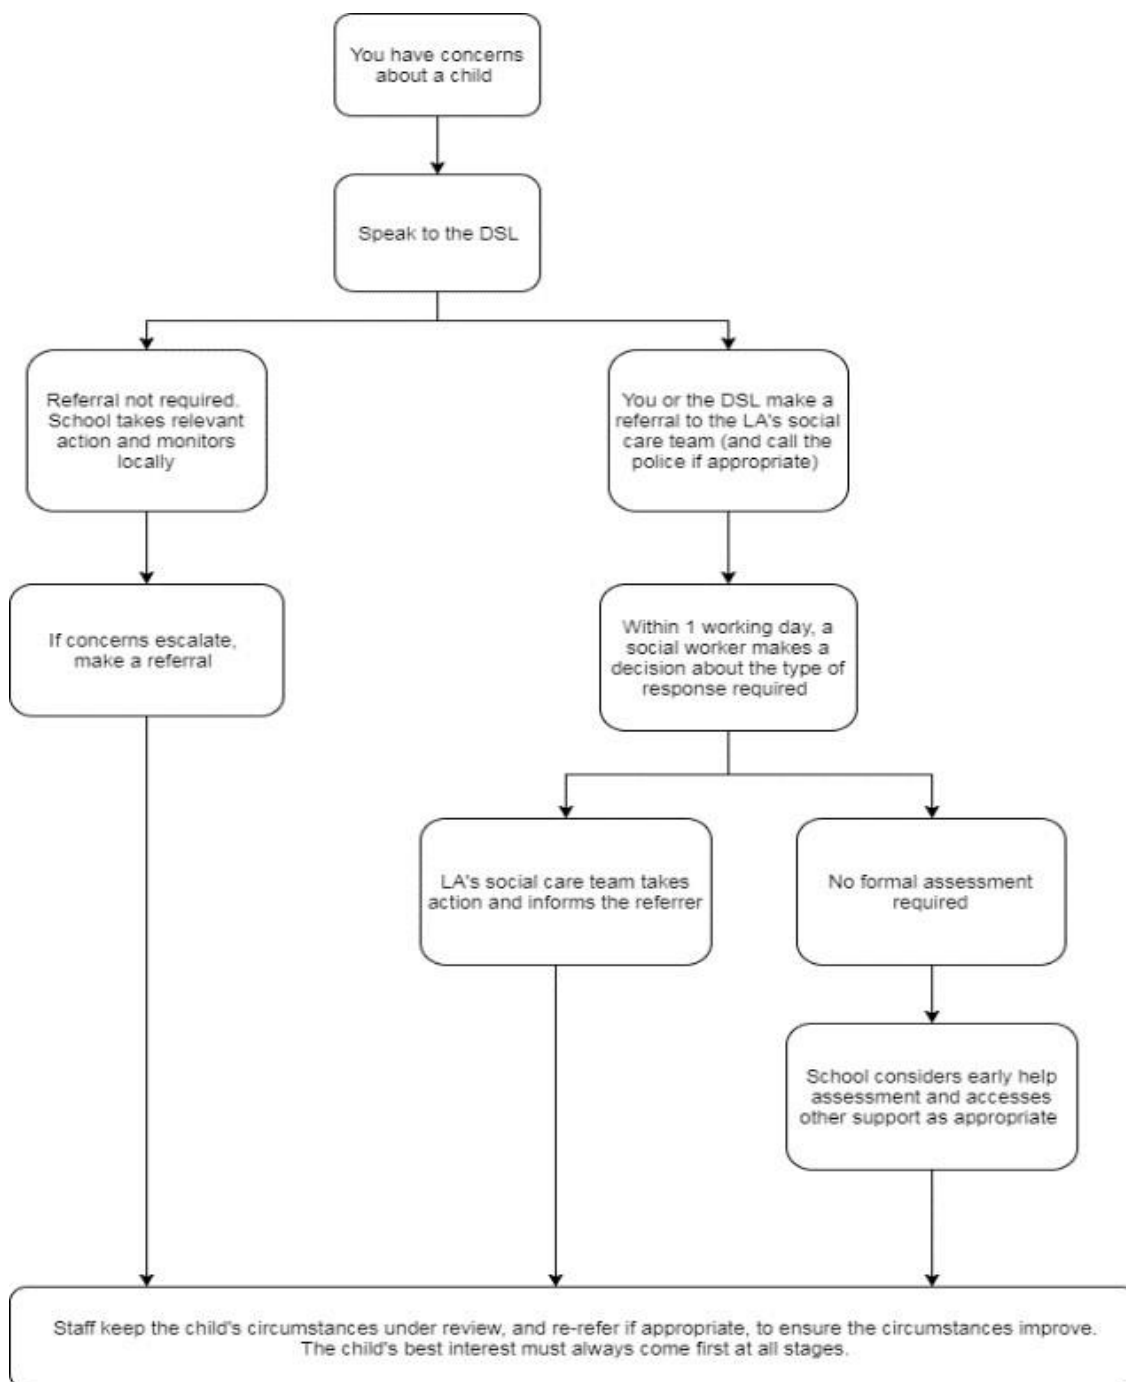 You have concerns
about a child
Speak to the DSL
Referral not required.
School takes relevant
action and monitors
locally
You or the DSL make a
referral to the LA's social
care team (and call the
police if appropriate)
If concerns escalate,
make a referral
Within 1 working day, a
social worker makes a
decision about the type of
response required
LA's social care team takes
action and informs the referrer
No formal assessment
required
School considers early help
assessment and accesses
other support as appropriate
Staff keep the child's circumstances under review, and re-refer if appropriate, to ensure the circumstances improve.
The child's best interest must always come first at all stages.